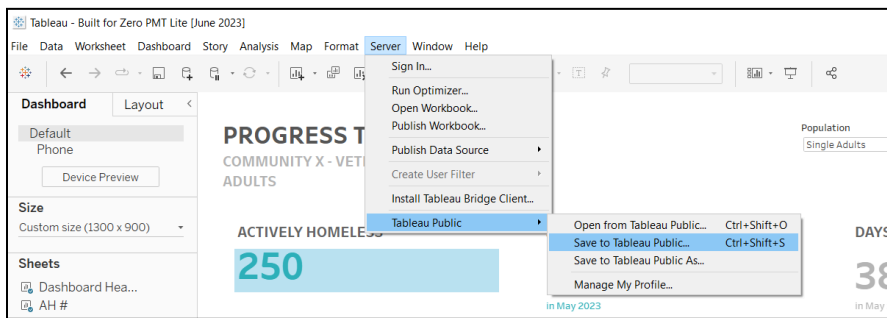 Tableau - Built for Zero PMT Lite [June 2023]
File Data Worksheet Dashboard Story Analysis Map Format Server Window Help
Sign In...
Run Optimizer...
Open Workbook...
Publish Workbook...
Publish Data Source
Create User Filter
Install Tableau Bridge Client...
Tableau Public
Open from Tableau Public... Ctrl+Shift+O
Save to Tableau Public... Ctrl+Shift+S
Save to Tableau Public As...
Manage My Profile...
Dashboard Layout
Default
Phone
Device Preview
Size
Custom size (1300 x 900)
Sheets
Dashboard Hea...
AH #
PROGRESS T
COMMUNITY X - VET
ADULTS
Population
Single Adults
ACTIVELY HOMELESS
250
in May 2023
DAYS
38
in May